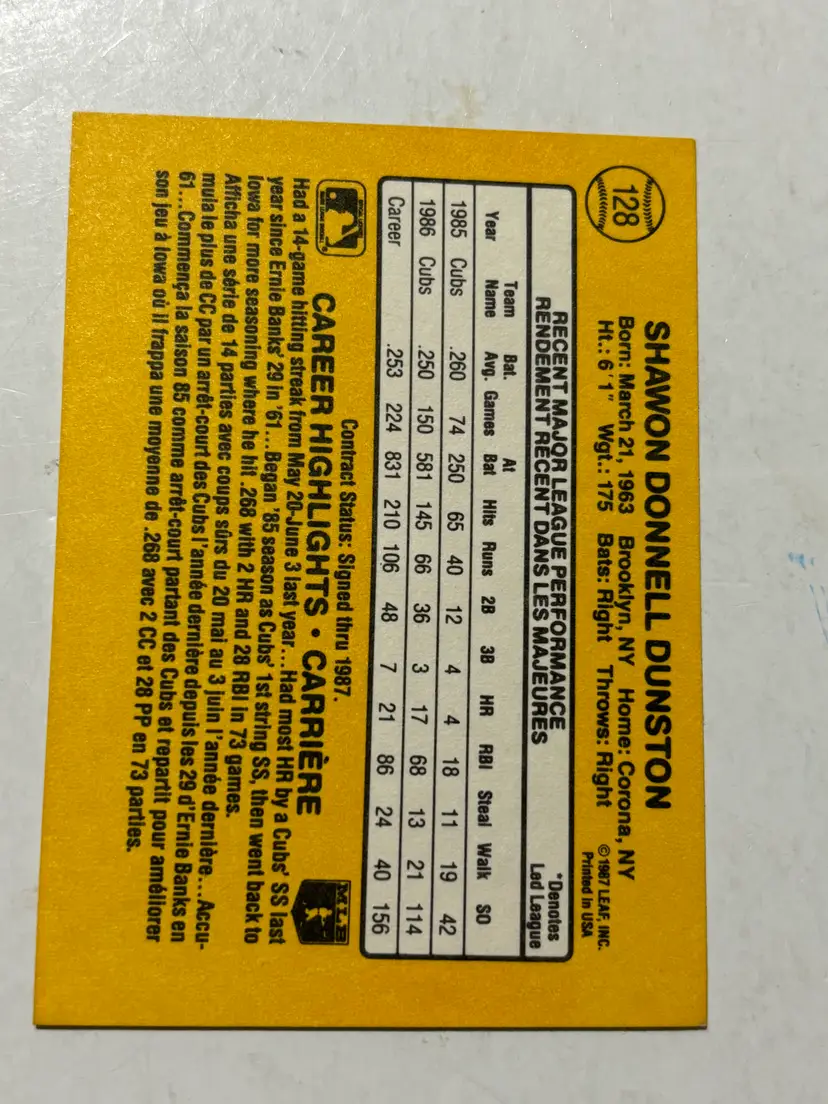 128
SHAWON DONNELL DUNSTON
Born: March 21, 1963 Brooklyn, NY Home: Corona, NY
Ht.: 6'1" Wgt.: 175 Bats: Right Throws: Right
©1987 LEAF, INC.
Printed in USA
RECENT MAJOR LEAGUE PERFORMANCE
RENDEMENT RECENT DANS LES MAJEURES
*Denotes
Led League
Year Team Name Bat. Avg. Games At Bat Hits Runs 2B 3B HR RBI Steal Walk SO
1985 Cubs .260 74 250 65 40 12 4 4 18 11 19 42
1986 Cubs .250 150 581 145 66 36 3 17 68 13 21 114
Career .253 224 831 210 106 48 7 21 86 24 40 156
Contract Status: Signed thru 1987.
CAREER HIGHLIGHTS • CARRIÈRE
MLB
Had a 14-game hitting streak from May 20-June 3 last year...Had most HR by a Cubs' SS last
year since Ernie Banks' 29 in '61...Began '85 season as Cubs' 1st string SS, then went back to
Iowa for more seasoning where he hit .268 with 2 HR and 28 RBI in 73 games.
Afficha une série de 14 parties avec coups sûrs du 20 mai au 3 juin l'année dernière...Accu-
mula le plus de CC par un arrêt-court des Cubs l'année dernière depuis les 29 d'Ernie Banks en
61...Commença la saison 85 comme arrêt-court partant des Cubs et repartit pour améliorer
son jeu à Iowa où il frappa une moyenne de .268 avec 2 CC et 28 PP en 73 parties.